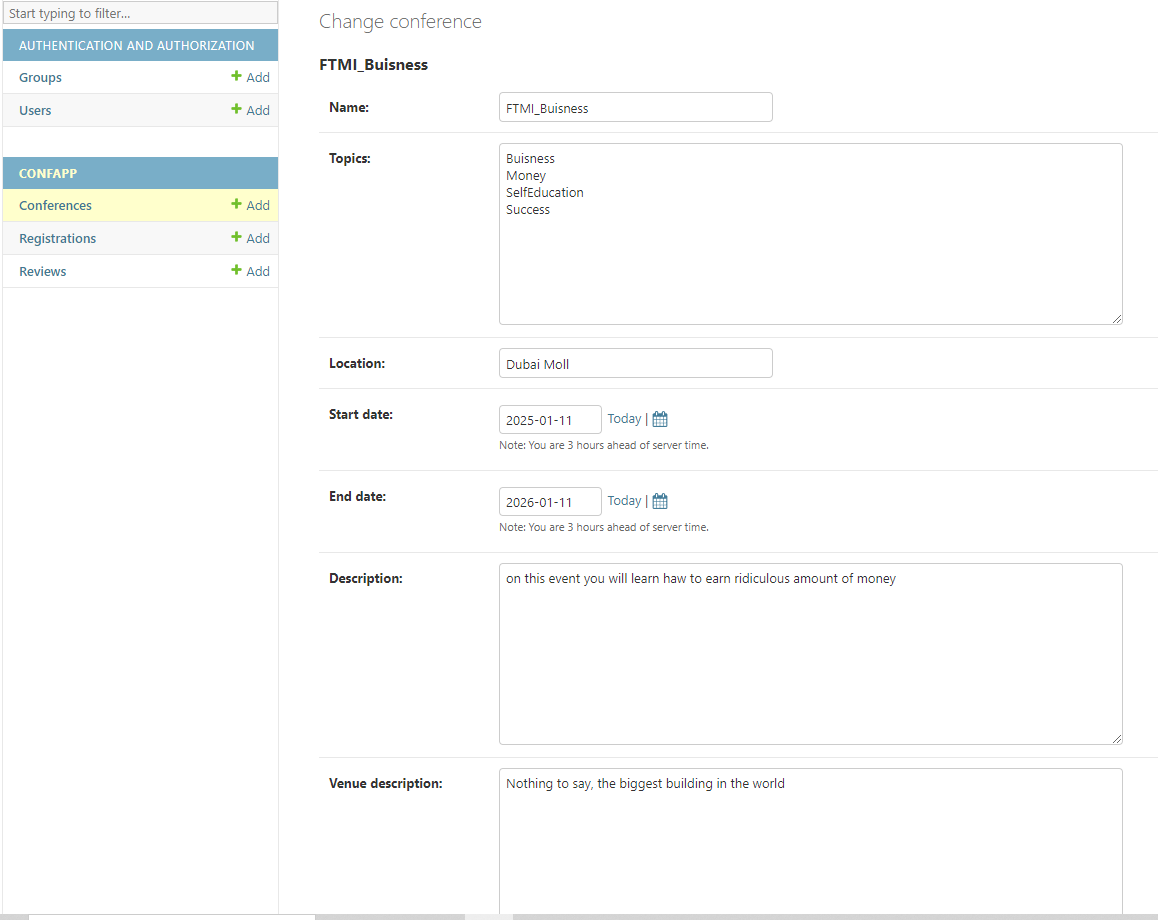 Start typing to filter...
AUTHENTICATION AND AUTHORIZATION
Groups + Add
Users + Add
CONFAPP
Conferences + Add
Registrations + Add
Reviews + Add
Change conference
FTMI_Buisness
Name: FTMI_Buisness
Topics: Buisness
Money
SelfEducation
Success
Location: Dubai Moll
Start date: 2025-01-11 Today |
Note: You are 3 hours ahead of server time.
End date: 2026-01-11 Today |
Note: You are 3 hours ahead of server time.
Description: on this event you will learn haw to earn ridiculous amount of money
Venue description: Nothing to say, the biggest building in the world